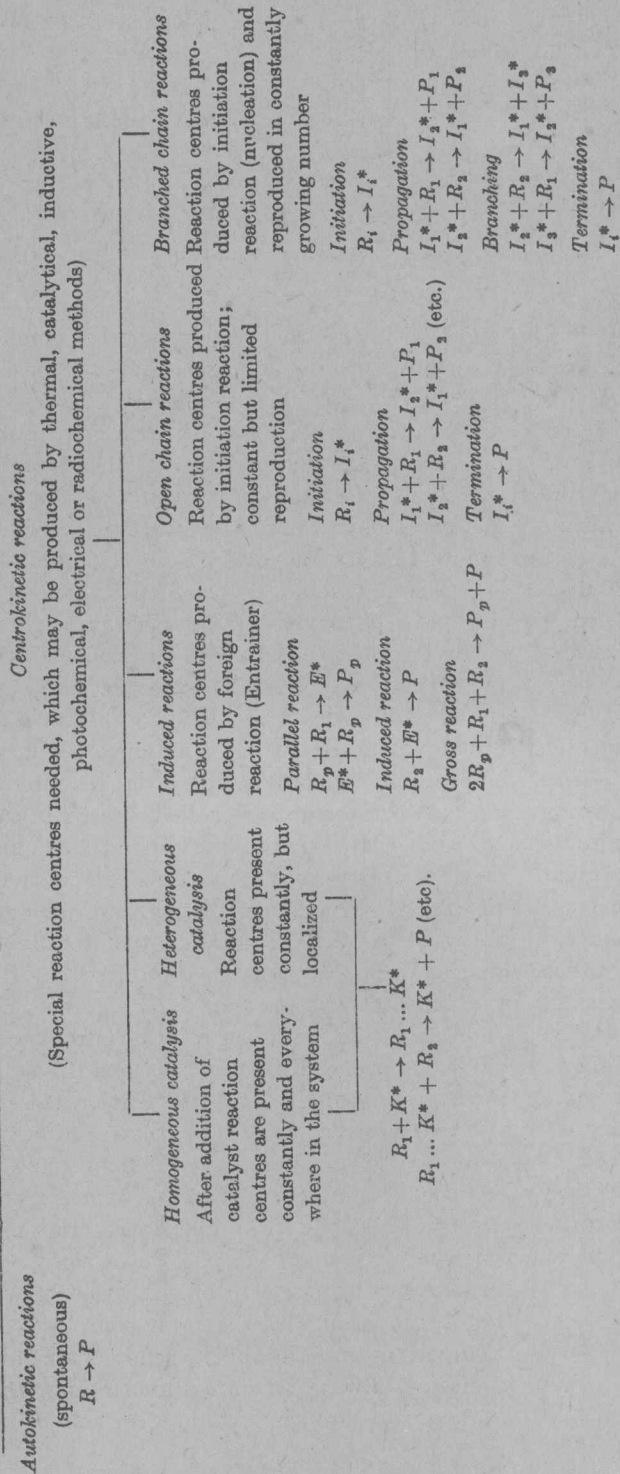 Autokinetic reactions
(spontaneous)
R → P
Centrokinetic reactions
(Special reaction centres needed, which may be produced by thermal, catalytical, inductive,
photochemical, electrical or radiochemical methods)
Homogeneous catalysis
After addition of
catalyst reaction
centres are present
constantly and every-
where in the system
Heterogeneous
catalysis
Reaction
centres present
constantly, but
localized
R₁+K* → R₁ ... K*
R₁ ... K* + R₂ → K* + P (etc).
Induced reactions
Reaction centres pro-
duced by foreign
reaction (Entrainer)
Parallel reaction
Rₚ+R₁ → E*
E*+Rₚ → Pₚ
Induced reaction
R₂+E* → P
Gross reaction
2Rₚ+R₁+R₂ → Pₚ+P
Open chain reactions
Reaction centres produced
by initiation reaction;
constant but limited
reproduction
Initiation
Rᵢ → Iᵢ*
Propagation
I₁*+R₁ → I₂*+P₁
I₂*+R₂ → I₁*+P₂ (etc.)
Termination
Iᵢ* → P
Branched chain reactions
Reaction centres pro-
duced by initiation
reaction (nucleation) and
reproduced in constantly
growing number
Initiation
Rᵢ → Iᵢ*
Propagation
I₁*+R₁ → I₂*+P₁
I₂*+R₂ → I₁*+P₂
Branching
I₂*+R₂ → I₁*+I₃*
I₃*+R₁ → I₂*+P₃
Termination
Iᵢ* → P